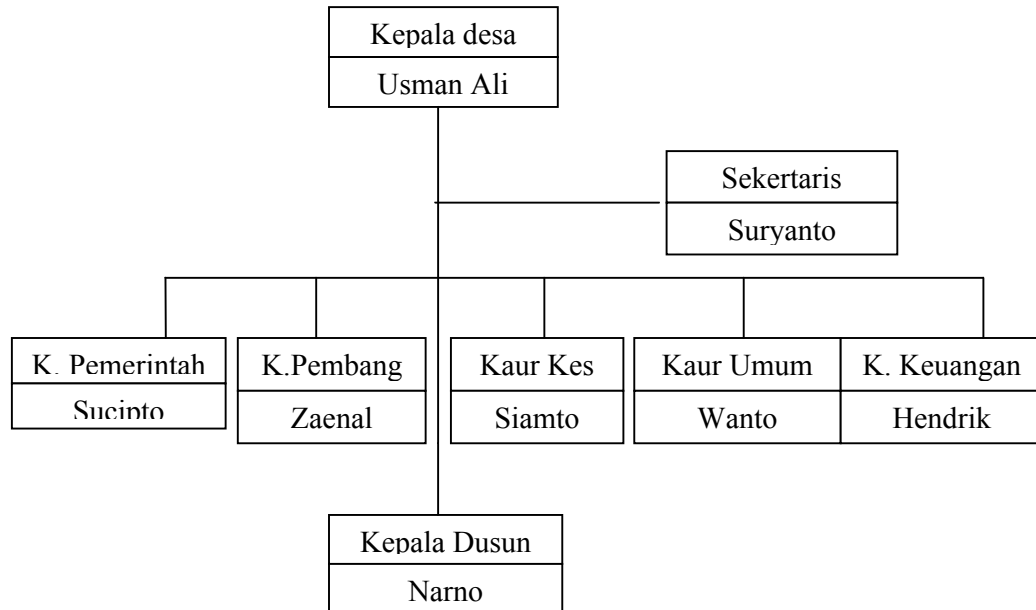 Kepala desa
Usman Ali
Sekertaris
Suryanto
K. Pemerintah
Sucipto
K.Pembang
Zaenal
Kaur Kes
Siamto
Kaur Umum
Wanto
K. Keuangan
Hendrik
Kepala Dusun
Narno